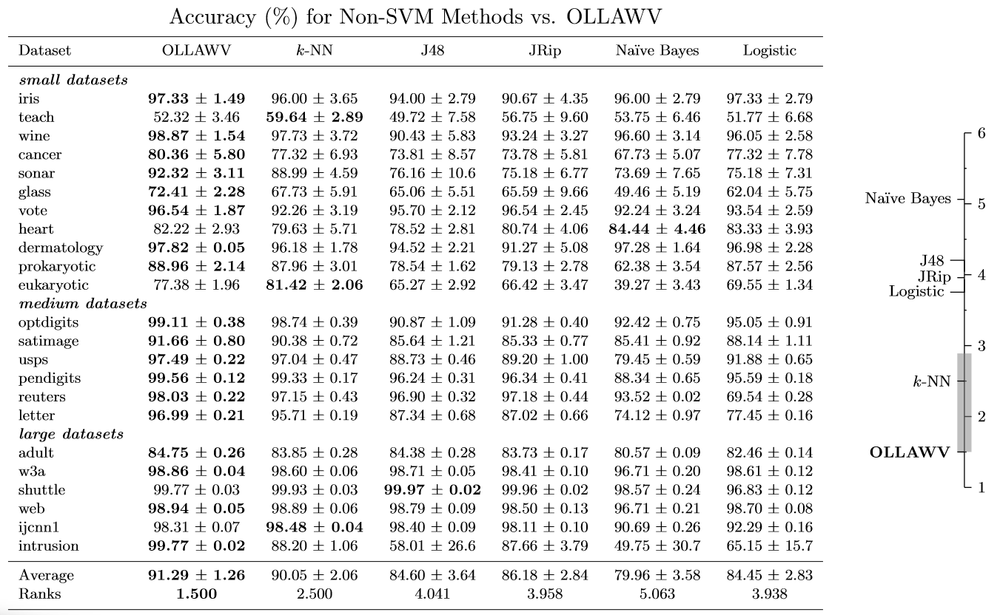 Accuracy (%) for Non-SVM Methods vs. OLLAWV
Dataset OLLAWV k-NN J48 JRip Naïve Bayes Logistic
small datasets
iris 97.33 ± 1.49 96.00 ± 3.65 94.00 ± 2.79 90.67 ± 4.35 96.00 ± 2.79 97.33 ± 2.79
teach 52.32 ± 3.46 59.64 ± 2.89 49.72 ± 7.58 56.75 ± 9.60 53.75 ± 6.46 51.77 ± 6.68
wine 98.87 ± 1.54 97.73 ± 3.72 90.43 ± 5.83 93.24 ± 3.27 96.60 ± 3.14 96.05 ± 2.58
cancer 80.36 ± 5.80 77.32 ± 6.93 73.81 ± 8.57 73.78 ± 5.81 67.73 ± 5.07 77.32 ± 7.78
sonar 92.32 ± 3.11 88.99 ± 4.59 76.16 ± 10.6 75.18 ± 6.77 73.69 ± 7.65 75.18 ± 7.31
glass 72.41 ± 2.28 67.73 ± 5.91 65.06 ± 5.51 65.59 ± 9.66 49.46 ± 5.19 62.04 ± 5.75
vote 96.54 ± 1.87 92.26 ± 3.19 95.70 ± 2.12 96.54 ± 2.45 92.24 ± 3.24 93.54 ± 2.59
heart 82.22 ± 2.93 79.63 ± 5.71 78.52 ± 2.81 80.74 ± 4.06 84.44 ± 4.46 83.33 ± 3.93
dermatology 97.82 ± 0.05 96.18 ± 1.78 94.52 ± 2.21 91.27 ± 5.08 97.28 ± 1.64 96.98 ± 2.28
prokaryotic 88.96 ± 2.14 87.96 ± 3.01 78.54 ± 1.62 79.13 ± 2.78 62.38 ± 3.54 87.57 ± 2.56
eukaryotic 77.38 ± 1.96 81.42 ± 2.06 65.27 ± 2.92 66.42 ± 3.47 39.27 ± 3.43 69.55 ± 1.34
medium datasets
optdigits 99.11 ± 0.38 98.74 ± 0.39 90.87 ± 1.09 91.28 ± 0.40 92.42 ± 0.75 95.05 ± 0.91
satimage 91.66 ± 0.80 90.38 ± 0.72 85.64 ± 1.21 85.33 ± 0.77 85.41 ± 0.92 88.14 ± 1.11
usps 97.49 ± 0.22 97.04 ± 0.47 88.73 ± 0.46 89.20 ± 1.00 79.45 ± 0.59 91.88 ± 0.65
pendigits 99.56 ± 0.12 99.33 ± 0.17 96.24 ± 0.31 96.34 ± 0.41 88.34 ± 0.65 95.59 ± 0.18
reuters 98.03 ± 0.22 97.15 ± 0.43 96.90 ± 0.32 97.18 ± 0.44 93.52 ± 0.02 69.54 ± 0.28
letter 96.99 ± 0.21 95.71 ± 0.19 87.34 ± 0.68 87.02 ± 0.66 74.12 ± 0.97 77.45 ± 0.16
large datasets
adult 84.75 ± 0.26 83.85 ± 0.28 84.38 ± 0.28 83.73 ± 0.17 80.57 ± 0.09 82.46 ± 0.14
w3a 98.86 ± 0.04 98.60 ± 0.06 98.71 ± 0.05 98.41 ± 0.10 96.71 ± 0.20 98.61 ± 0.12
shuttle 99.77 ± 0.03 99.93 ± 0.03 99.97 ± 0.02 99.96 ± 0.02 98.57 ± 0.24 96.83 ± 0.12
web 98.94 ± 0.05 98.89 ± 0.06 98.79 ± 0.09 98.50 ± 0.13 96.71 ± 0.21 98.70 ± 0.08
ijcnn1 98.31 ± 0.07 98.48 ± 0.04 98.40 ± 0.09 98.11 ± 0.10 90.69 ± 0.26 92.29 ± 0.16
intrusion 99.77 ± 0.02 88.20 ± 1.06 58.01 ± 26.6 87.66 ± 3.79 49.75 ± 30.7 65.15 ± 15.7
Average 91.29 ± 1.26 90.05 ± 2.06 84.60 ± 3.64 86.18 ± 2.84 79.96 ± 3.58 84.45 ± 2.83
Ranks 1.500 2.500 4.041 3.958 5.063 3.938
6
Naïve Bayes
5
J48
JRip
4
Logistic
3
k-NN
2
OLLAWV
1